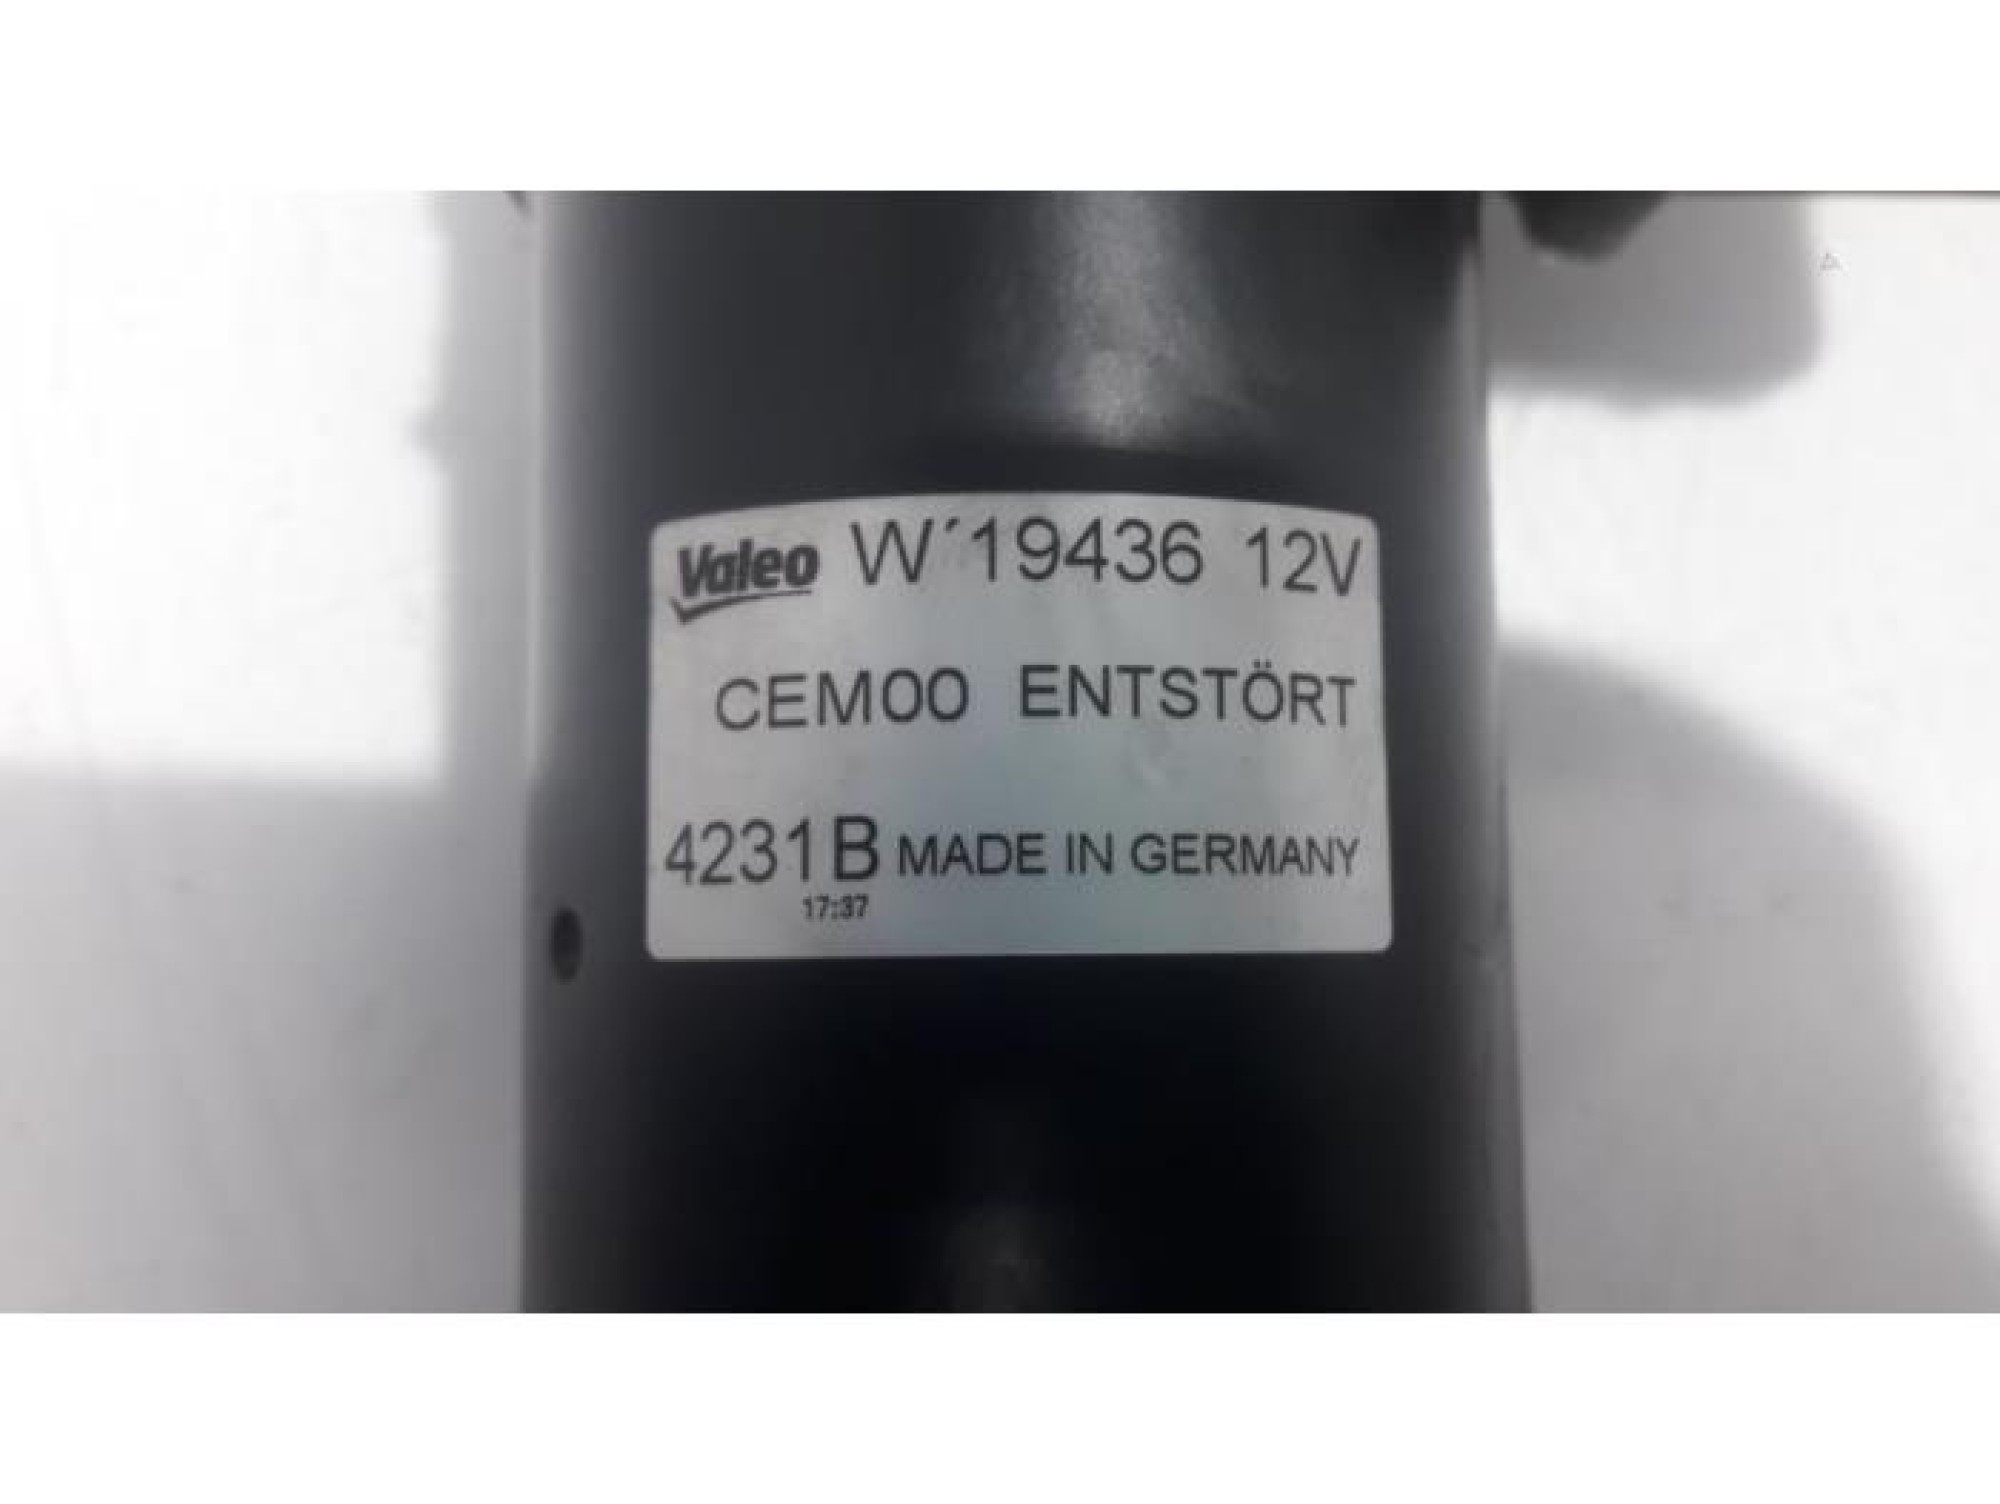 Valeo W´19436 12V
CEM00 ENTSTÖRT
4231B MADE IN GERMANY
17:37